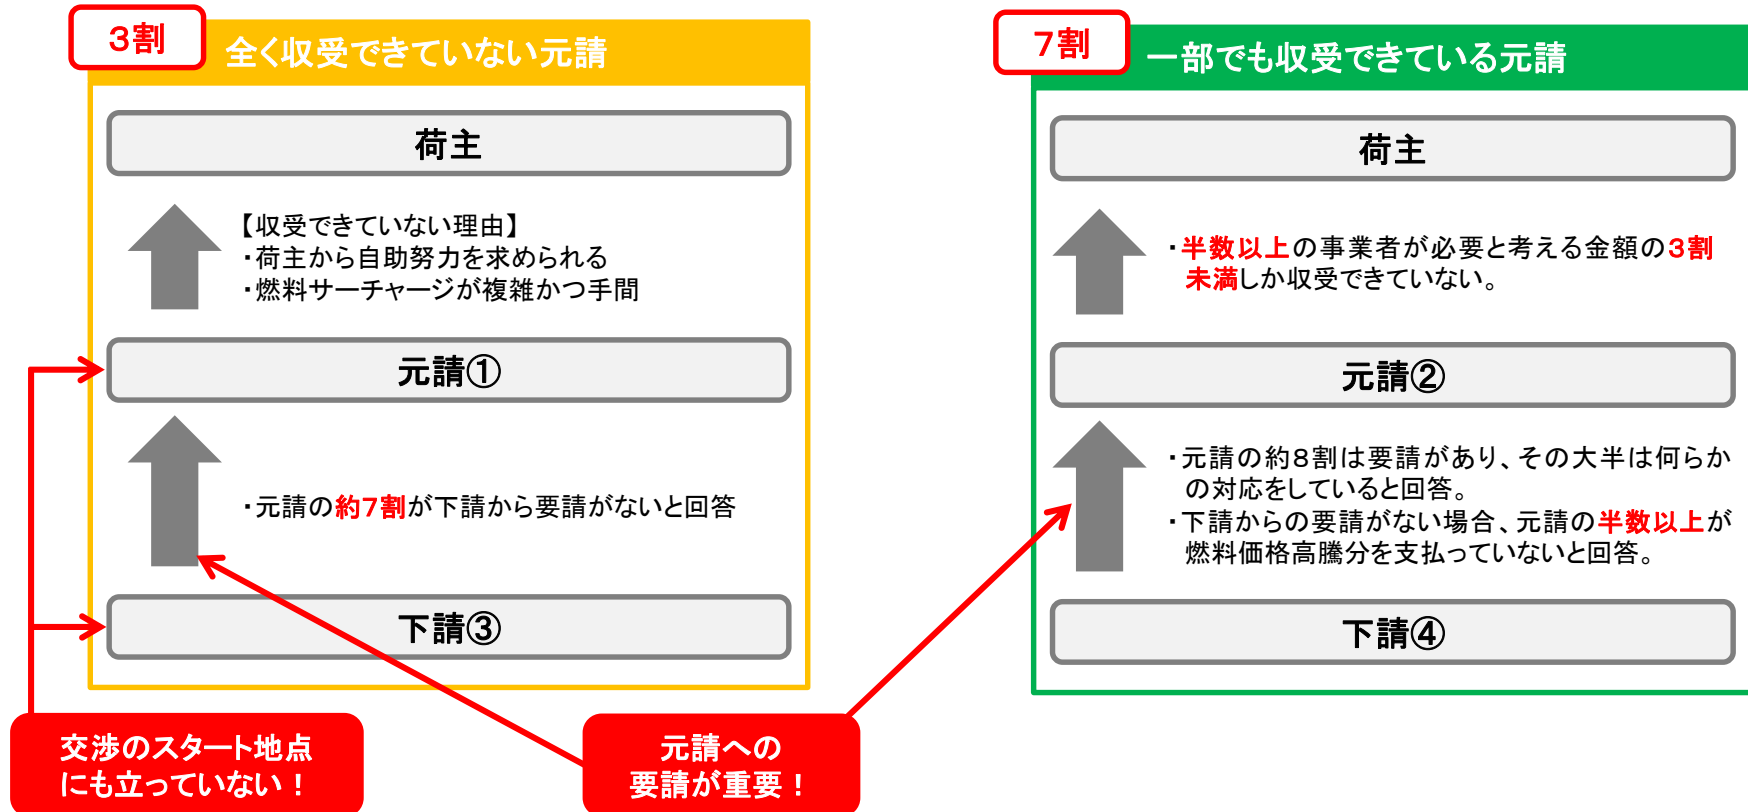 ３割
全く収受できていない元請
荷主
【収受できていない理由】
・荷主から自助努力を求められる
・燃料サーチャージが複雑かつ手間
元請①
・元請の約７割が下請から要請がないと回答
下請③
交渉のスタート地点
にも立っていない！
元請への
要請が重要！
７割
一部でも収受できている元請
荷主
・半数以上の事業者が必要と考える金額の３割
未満しか収受できていない。
元請②
・元請の約８割は要請があり、その大半は何らか
の対応をしていると回答。
・下請からの要請がない場合、元請の半数以上が
燃料価格高騰分を支払っていないと回答。
下請④